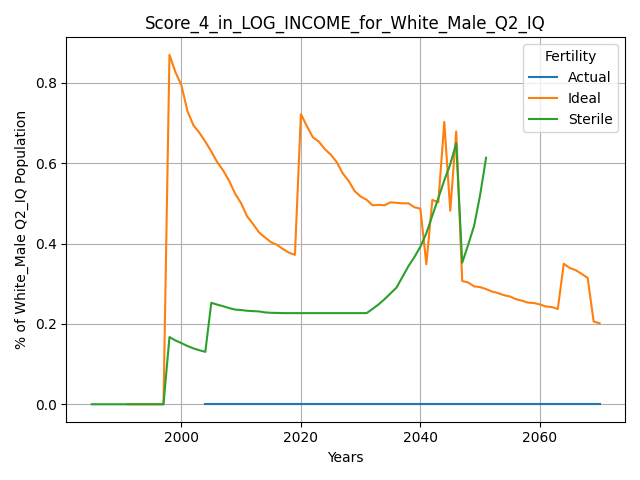 Score_4_in_LOG_INCOME_for_White_Male_Q2_IQ
% of White_Male Q2_IQ Population
0.8
0.6
0.4
0.2
0.0
Fertility
Actual
Ideal
Sterile
2000
2020
2040
2060
Years